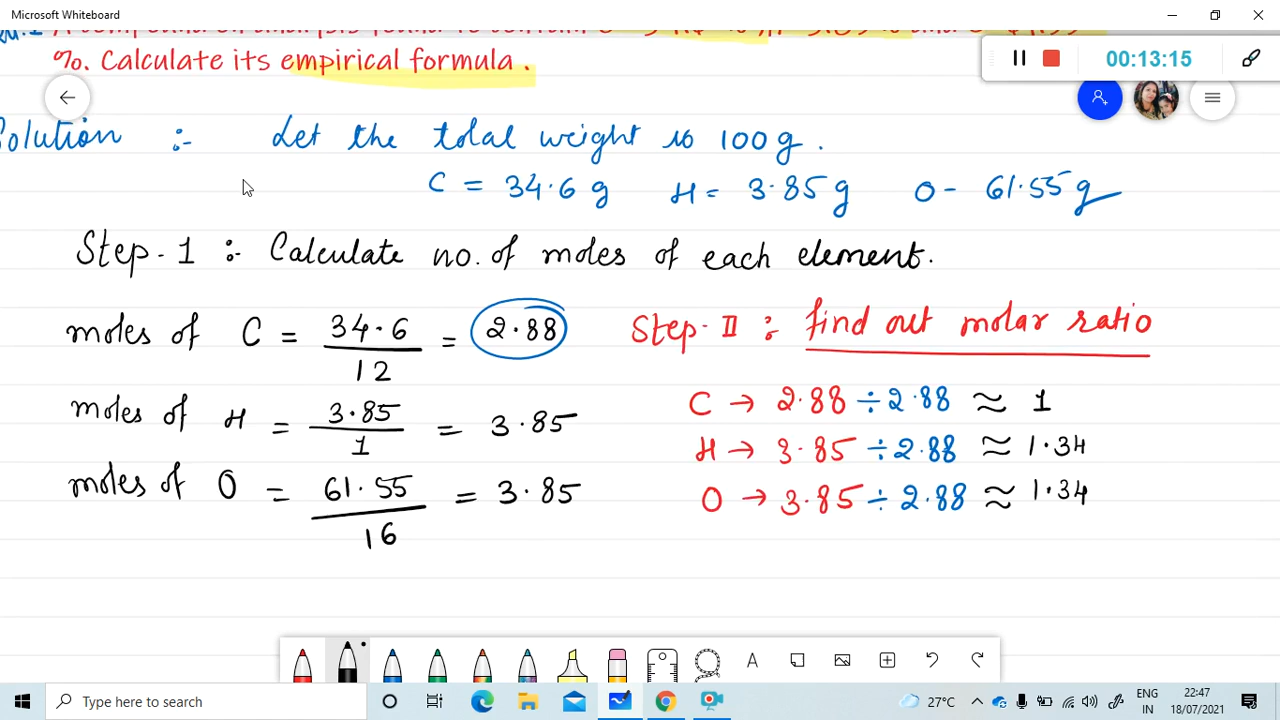 Microsoft Whiteboard
%. Calculate its empirical formula.
00:13:15
Solution :- Let the total weight is 100g.
C = 34.6 g H = 3.85 g O - 61.55 g
Step-1 :- Calculate no. of moles of each element.
moles of C = 34.6 / 12 = 2.88
moles of H = 3.85 / 1 = 3.85
moles of O = 61.55 / 16 = 3.85
Step-II : find out molar ratio
C → 2.88 ÷ 2.88 ≈ 1
H → 3.85 ÷ 2.88 ≈ 1.34
O → 3.85 ÷ 2.88 ≈ 1.34
A
Type here to search
27°C
ENG
IN
22:47
18/07/2021